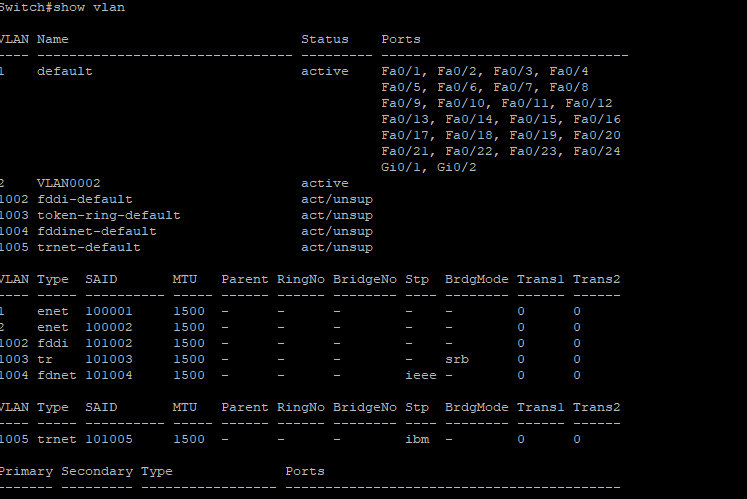 Switch#show vlan
VLAN Name                             Status    Ports
---- -------------------------------- --------- -------------------------------
1    default                          active    Fa0/1, Fa0/2, Fa0/3, Fa0/4
                                                Fa0/5, Fa0/6, Fa0/7, Fa0/8
                                                Fa0/9, Fa0/10, Fa0/11, Fa0/12
                                                Fa0/13, Fa0/14, Fa0/15, Fa0/16
                                                Fa0/17, Fa0/18, Fa0/19, Fa0/20
                                                Fa0/21, Fa0/22, Fa0/23, Fa0/24
                                                Gi0/1, Gi0/2
2    VLAN0002                         active
1002 fddi-default                     act/unsup
1003 token-ring-default               act/unsup
1004 fddinet-default                  act/unsup
1005 trnet-default                    act/unsup
VLAN Type  SAID       MTU   Parent RingNo BridgeNo Stp  BrdgMode Trans1 Trans2
---- ----- ---------- ----- ------ ------ -------- ---- -------- ------ ------
1    enet  100001     1500  -      -      -        -    -        0      0
2    enet  100002     1500  -      -      -        -    -        0      0
1002 fddi  101002     1500  -      -      -        -    -        0      0
1003 tr    101003     1500  -      -      -        -    srb      0      0
1004 fdnet 101004     1500  -      -      -        ieee -        0      0
VLAN Type  SAID       MTU   Parent RingNo BridgeNo Stp  BrdgMode Trans1 Trans2
---- ----- ---------- ----- ------ ------ -------- ---- -------- ------ ------
1005 trnet 101005     1500  -      -      -        ibm  -        0      0
Primary Secondary Type              Ports
------- --------- ----------------- ------------------------------------------